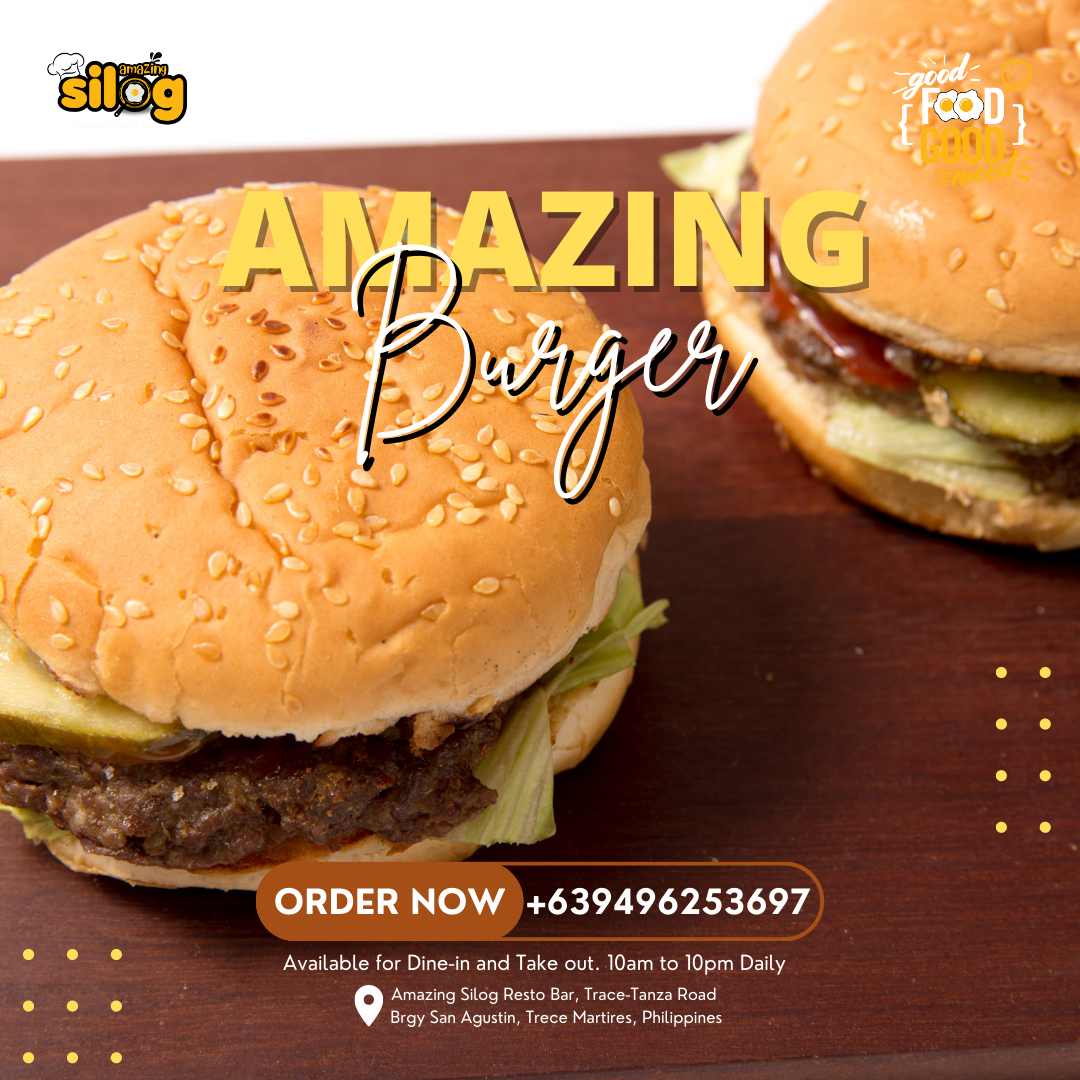 amazing
silog
good
FOOD
GOOD
mood
AMAZING
Burger
ORDER NOW +639496253697
Available for Dine-in and Take out. 10am to 10pm Daily
Amazing Silog Resto Bar, Trace-Tanza Road
Brgy San Agustin, Trece Martires, Philippines